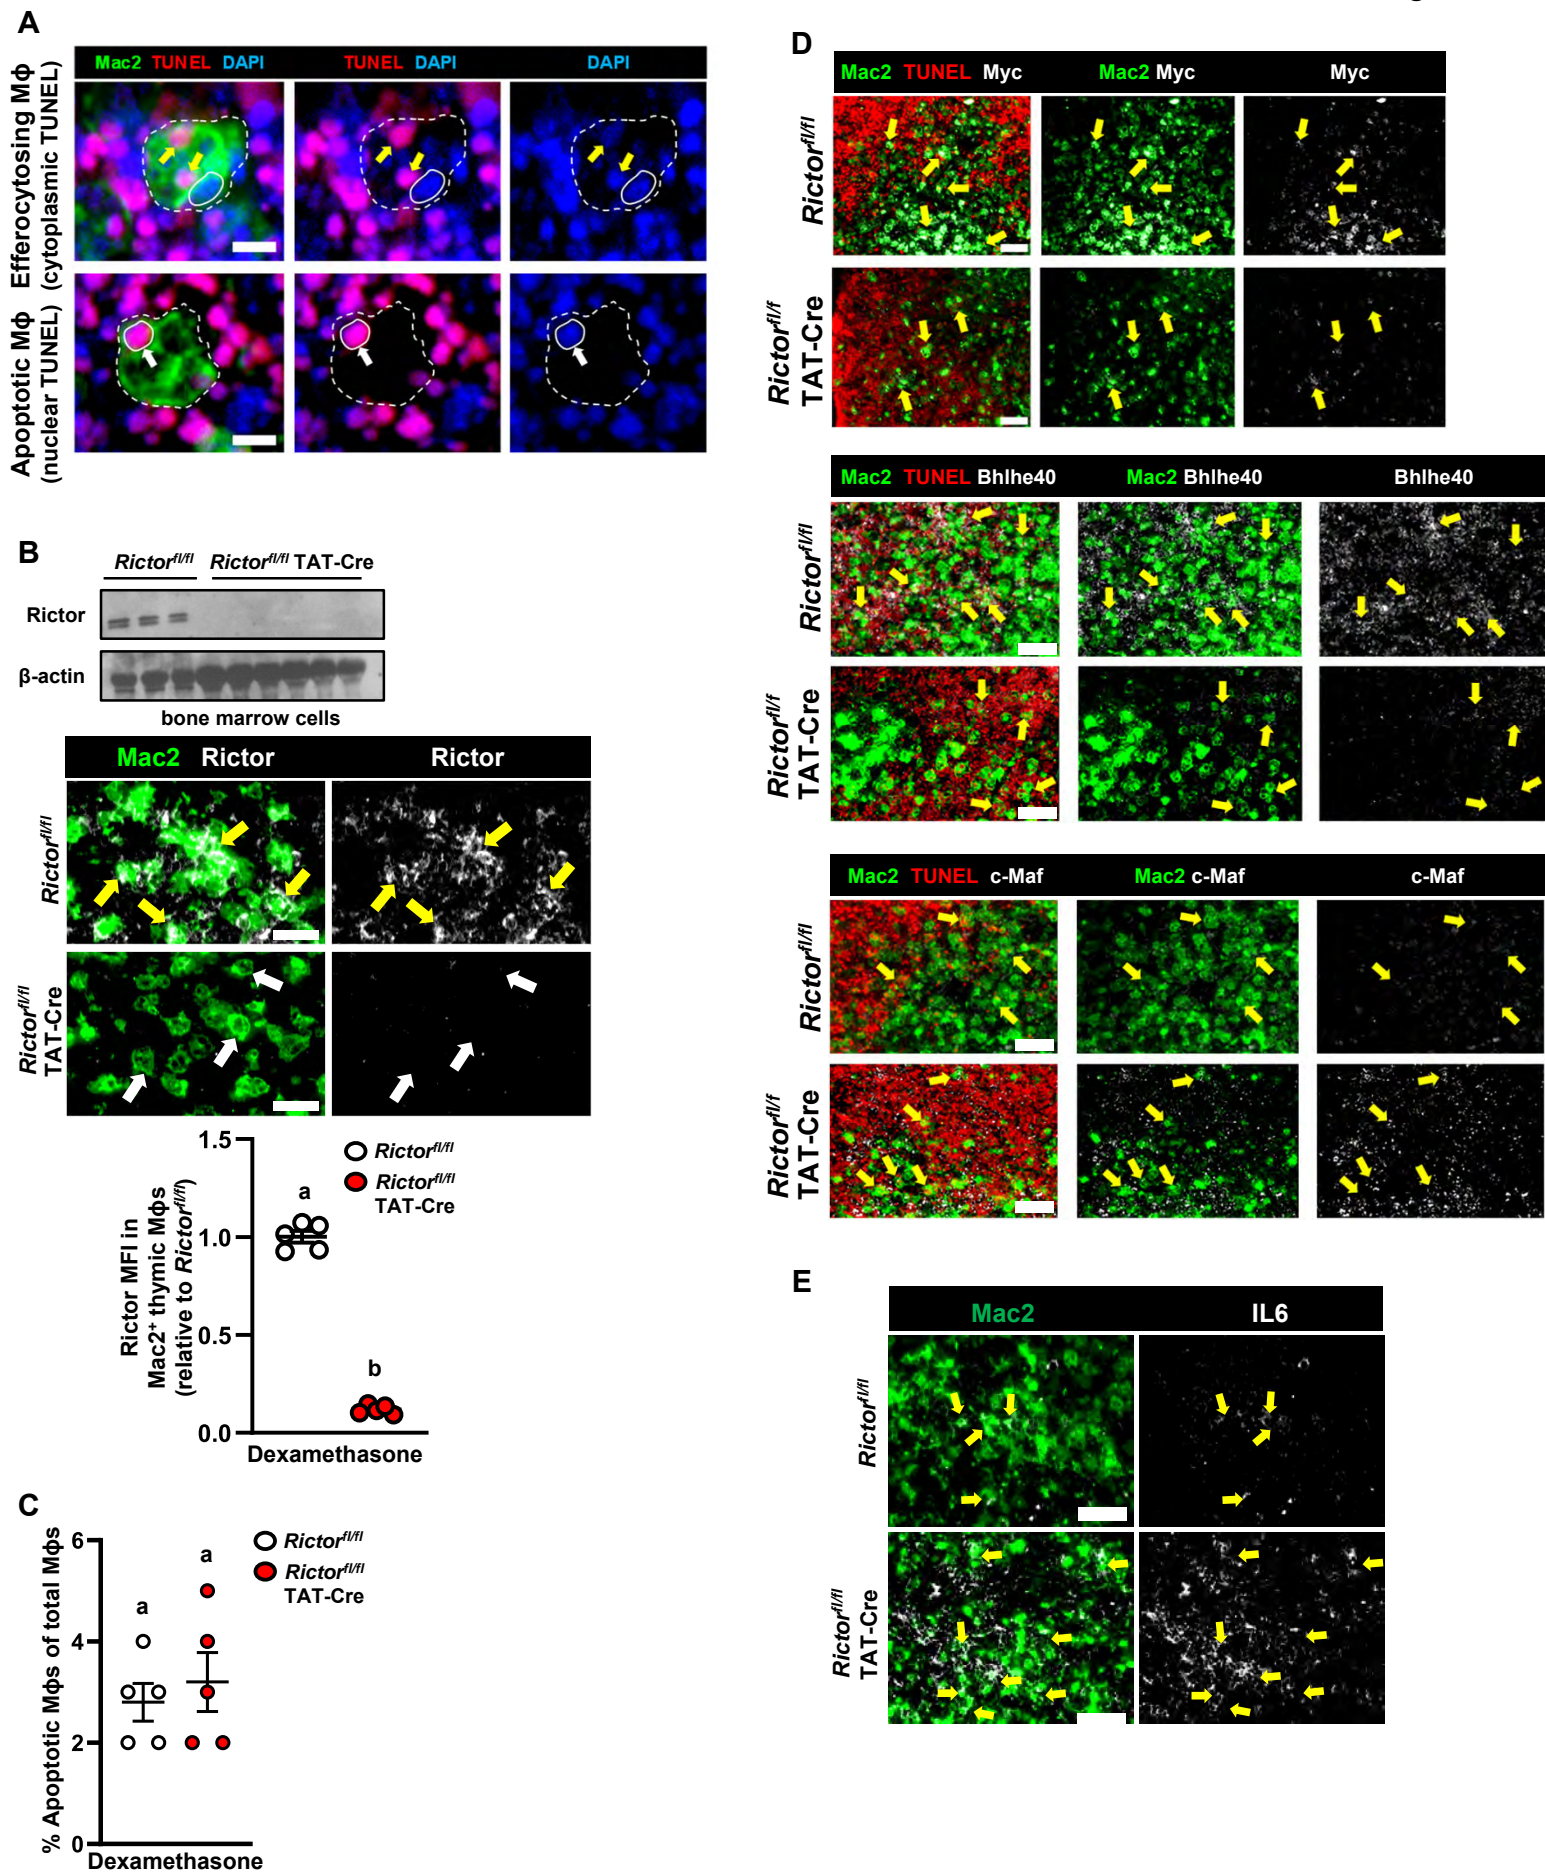 A
Mac2 TUNEL DAPI
TUNEL DAPI
DAPI
Efferocytosing Mϕ
(cytoplasmic TUNEL)
Apoptotic Mϕ
(nuclear TUNEL)
B
Rictorfl/fl
Rictorfl/fl TAT-Cre
Rictor
β-actin
bone marrow cells
Mac2 Rictor
Rictor
Rictorfl/fl
Rictorfl/fl
TAT-Cre
1.5
1.0
0.5
0.0
Rictor MFI in
Mac2+ thymic Mϕs
(relative to Rictorfl/fl)
a
b
Rictorfl/fl
Rictorfl/fl
TAT-Cre
Dexamethasone
C
% Apoptotic Mϕs of total Mϕs
6
4
2
0
a
a
Rictorfl/fl
Rictorfl/fl
TAT-Cre
Dexamethasone
D
Mac2 TUNEL Myc
Mac2 Myc
Myc
Rictorfl/fl
Rictorfl/f
TAT-Cre
Mac2 TUNEL Bhlhe40
Mac2 Bhlhe40
Bhlhe40
Rictorfl/fl
Rictorfl/f
TAT-Cre
Mac2 TUNEL c-Maf
Mac2 c-Maf
c-Maf
Rictorfl/fl
Rictorfl/f
TAT-Cre
E
Mac2
IL6
Rictorfl/fl
Rictorfl/fl
TAT-Cre